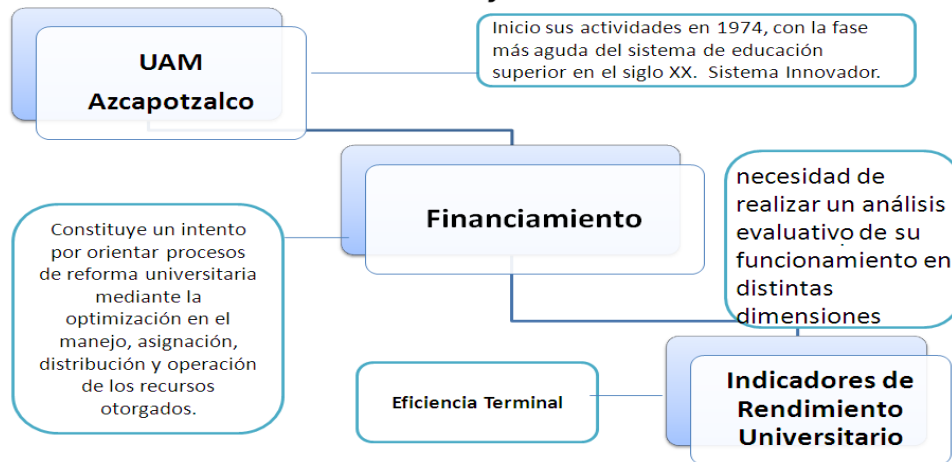 UAM
Azcapotzalco
Inicio sus actividades en 1974, con la fase
más aguda del sistema de educación
superior en el siglo XX. Sistema Innovador.
Financiamiento
Constituye un intento
por orientar procesos
de reforma universitaria
mediante la
optimización en el
manejo, asignación,
distribución y operación
de los recursos
otorgados.
necesidad de
realizar un análisis
evaluativo de su
funcionamiento en
distintas
dimensiones
Eficiencia Terminal
Indicadores de
Rendimiento
Universitario